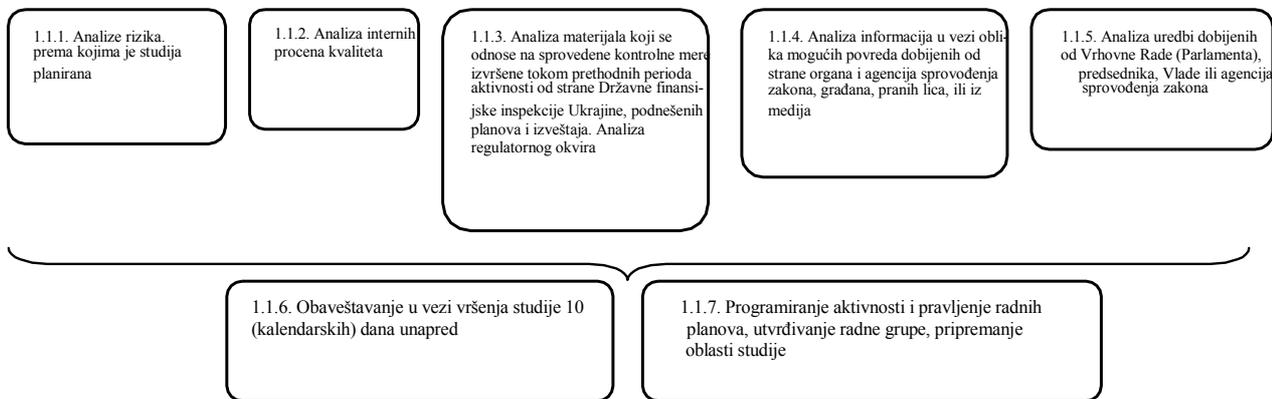 1.1.1. Analize rizika.
prema kojima je studija
planirana
1.1.2. Analiza internih
procena kvaliteta
1.1.3. Analiza materijala koji se
odnose na sprovedene kontrolne mere
izvršene tokom prethodnih perioda
aktivnosti od strane Državne finansi-
jske inspekcije Ukrajine, podnešenih
planova i izveštaja. Analiza
regulatornog okvira
1.1.4. Analiza informacija u vezi obli-
ka mogućih povreda dobijenih od
strane organa i agencija sprovođenja
zakona, građana, pranih lica, ili iz
medija
1.1.5. Analiza uredbi dobijenih
od Vrhovne Rade (Parlamenta),
predsednika, Vlade ili agencija
sprovođenja zakona
1.1.6. Obaveštavanje u vezi vršenja studije 10
(kalendarskih) dana unapred
1.1.7. Programiranje aktivnosti i pravljenje radnih
planova, utvrđivanje radne grupe, pripremanje
oblasti studije